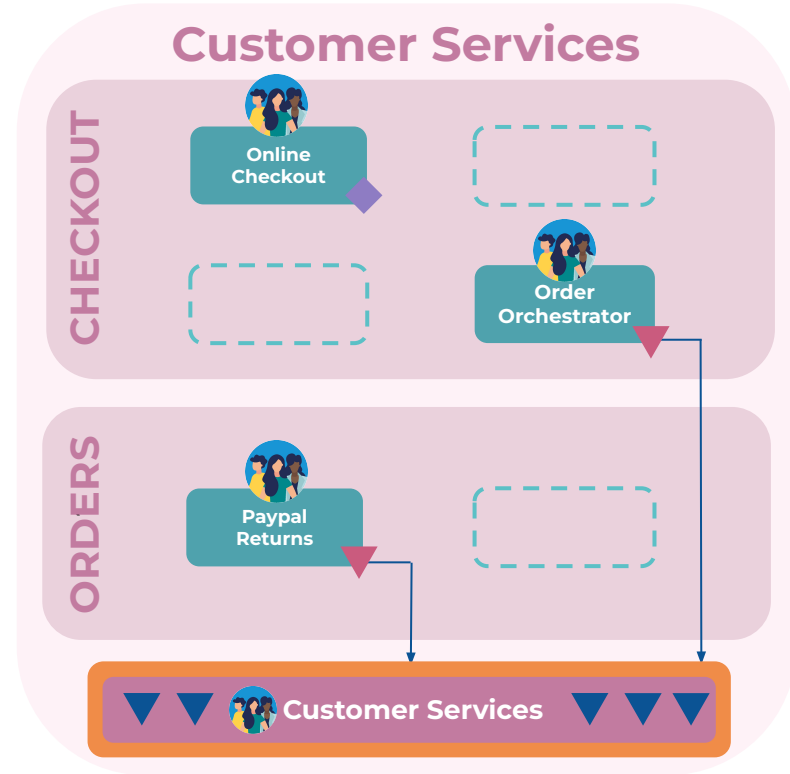 Customer Services
CHECKOUT
Online
Checkout
Order
Orchestrator
ORDERS
Paypal
Returns
Customer Services